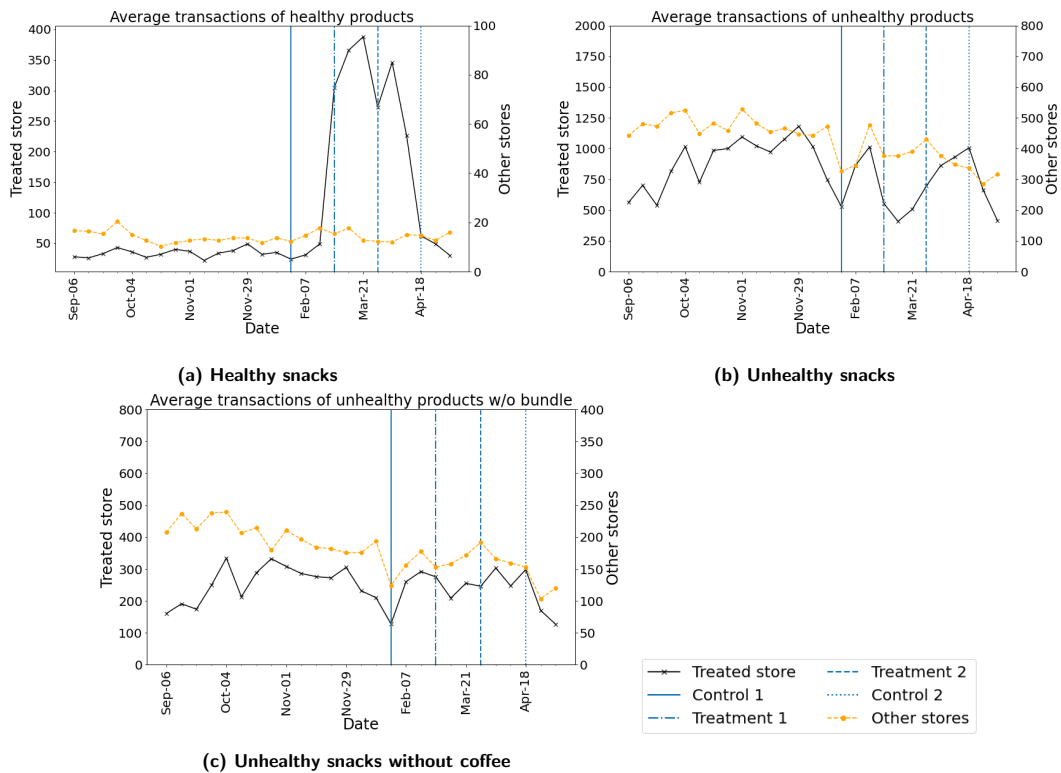 Average transactions of healthy products
400
350
300
250
200
150
100
50
100
80
60
40
20
0
Treated store
Other stores
Sep-06
Oct-04
Nov-01
Nov-29
Feb-07
Mar-21
Apr-18
Date
(a) Healthy snacks
Average transactions of unhealthy products
2000
1750
1500
1250
1000
750
500
250
0
800
700
600
500
400
300
200
100
0
Treated store
Other stores
Sep-06
Oct-04
Nov-01
Nov-29
Feb-07
Mar-21
Apr-18
Date
(b) Unhealthy snacks
Average transactions of unhealthy products w/o bundle
800
700
600
500
400
300
200
100
0
400
350
300
250
200
150
100
50
0
Treated store
Other stores
Sep-06
Oct-04
Nov-01
Nov-29
Feb-07
Mar-21
Apr-18
Date
(c) Unhealthy snacks without coffee
Treated store
Control 1
Treatment 1
Treatment 2
Control 2
Other stores